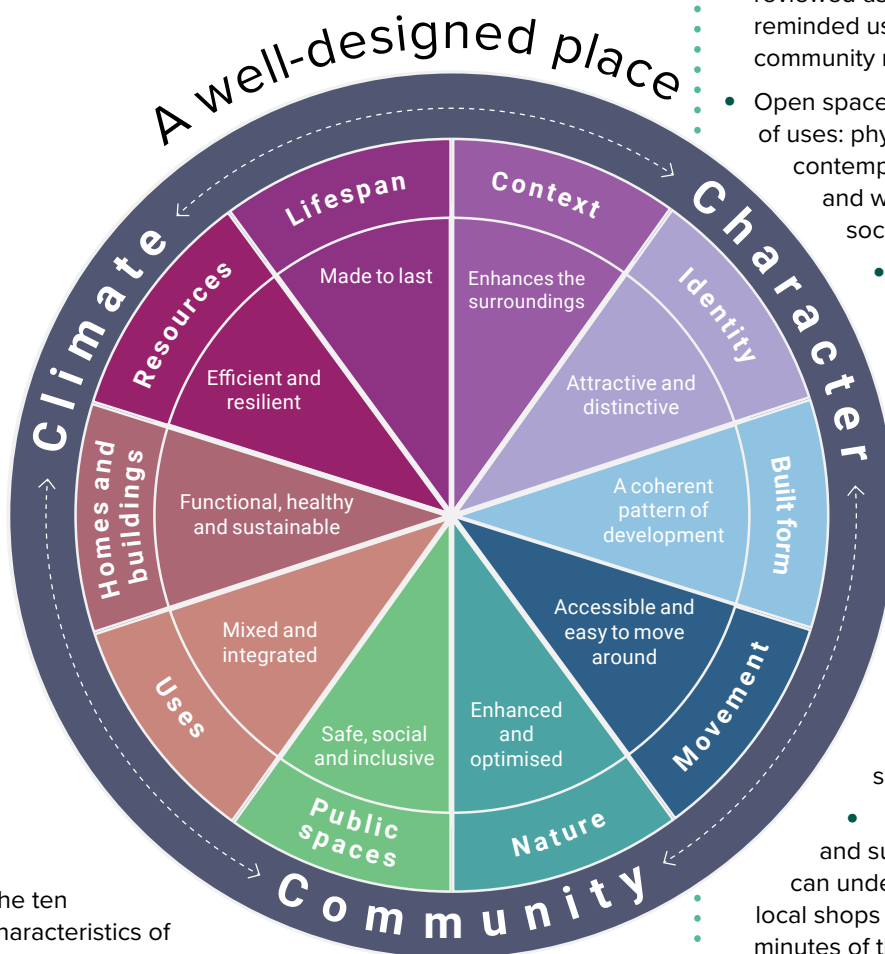 A well-designed place
Climate
Character
Community
Context
Enhances the
surroundings
Identity
Attractive and
distinctive
Built form
A coherent
pattern of
development
Movement
Accessible and
easy to move
around
Nature
Enhanced
and
optimised
Public
spaces
Safe, social
and inclusive
Uses
Mixed and
integrated
Homes and
buildings
Functional, healthy
and sustainable
Resources
Efficient and
resilient
Lifespan
Made to last
he ten
haracteristics of
reminded us
community
• Open space
of uses: phy
contemp
and w
soc
•
s
•
and su
can unde
local shops
minutes of t